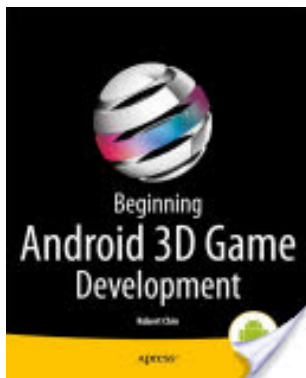 Beginning
Android 3D Game
Development
Robert Chin
Apress